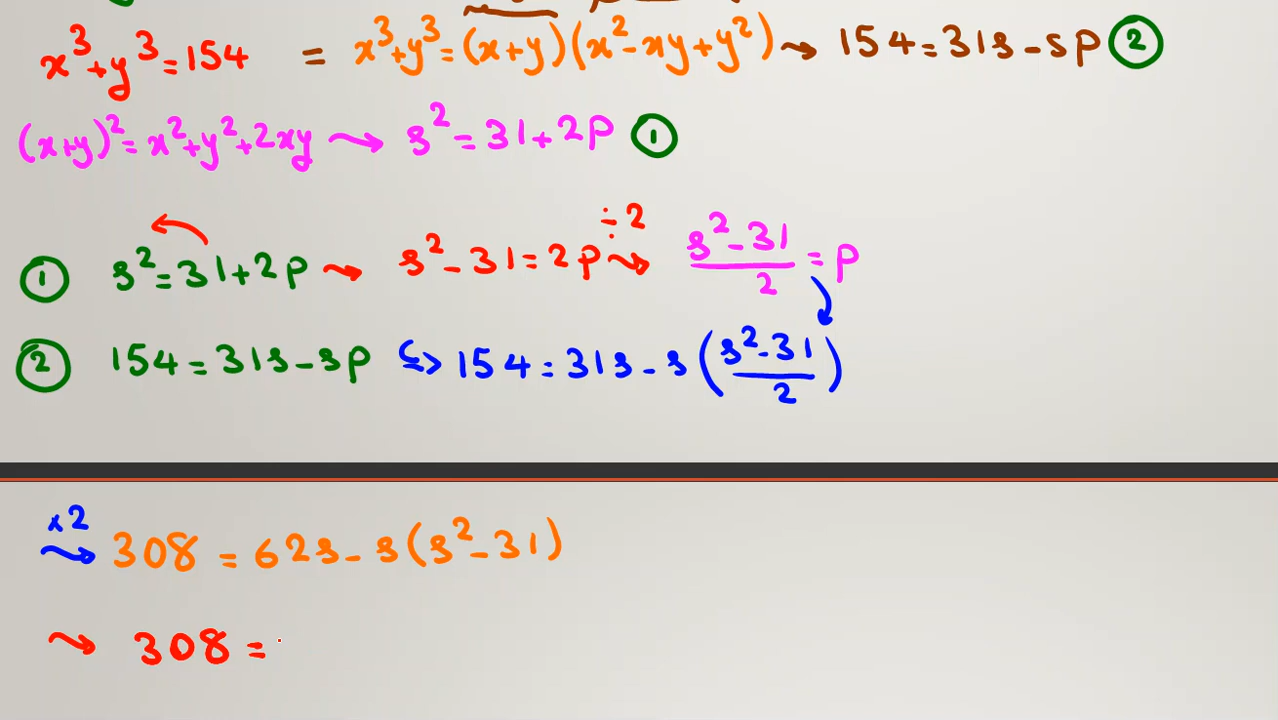 x³+y³=154 = x³+y³=(x+y)(x²-xy+y²) ⇝ 154=31s-sp ②
(x+y)²=x²+y²+2xy ⇝ s²=31+2p ①
÷2
① s²=31+2p ⇝ s²-31=2p ⇝ (s²-31)/2=p
② 154=31s-sp ↪ 154=31s-s((s²-31)/2)
×2
⇝ 308=62s-s(s²-31)
⇝ 308=